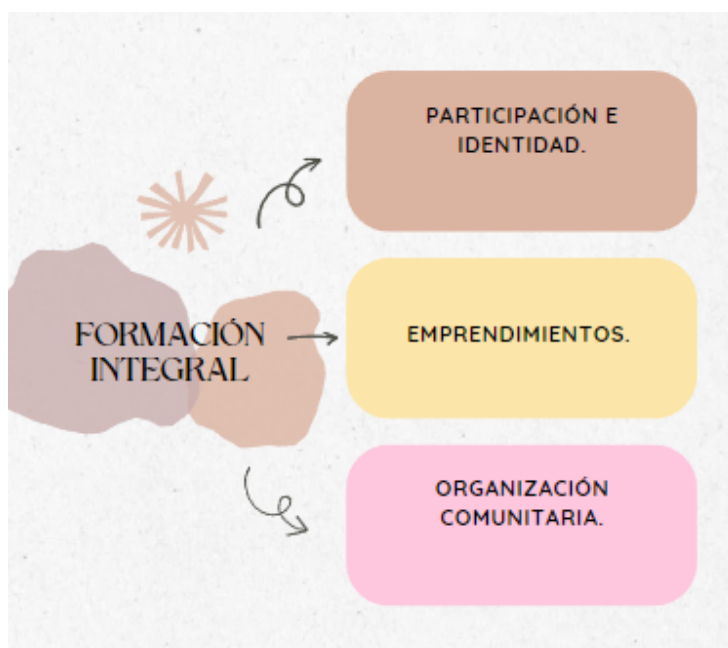 FORMACIÓN
INTEGRAL
PARTICIPACIÓN E
IDENTIDAD.
EMPRENDIMIENTOS.
ORGANIZACIÓN
COMUNITARIA.